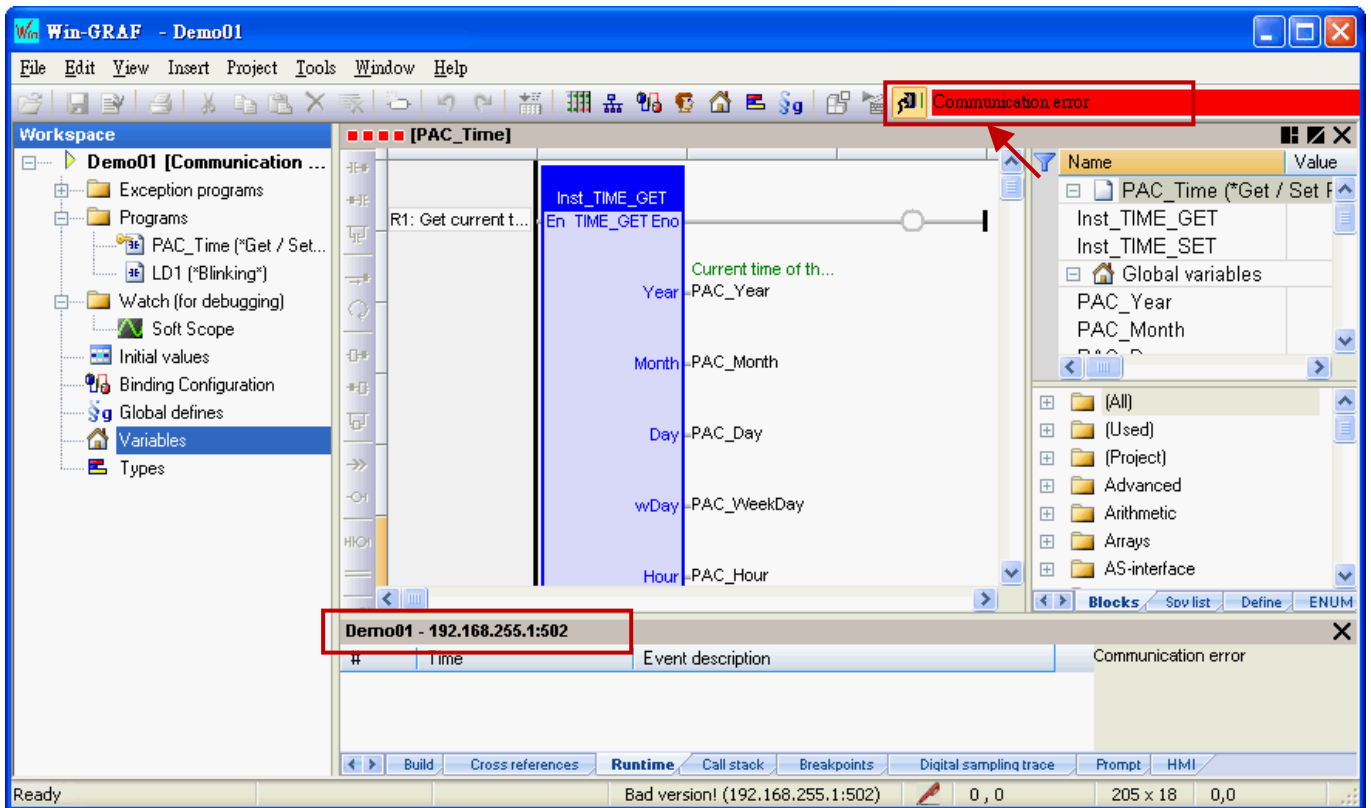 Win-GRAF - Demo01
File Edit View Insert Project Tools Window Help
Communication error
Workspace
Demo01 [Communication ...
Exception programs
Programs
PAC_Time (*Get / Set...
LD1 (*Blinking*)
Watch (for debugging)
Soft Scope
Initial values
Binding Configuration
Global defines
Variables
Types
[PAC_Time]
R1: Get current t...
Inst_TIME_GET
En TIME_GET Eno
Current time of th...
Year PAC_Year
Month PAC_Month
Day PAC_Day
wDay PAC_WeekDay
Hour PAC_Hour
Name Value
PAC_Time (*Get / Set
Inst_TIME_GET
Inst_TIME_SET
Global variables
PAC_Year
PAC_Month
(All)
(Used)
(Project)
Advanced
Arithmetic
Arrays
AS-interface
Blocks Spy list Define ENUM
Demo01 - 192.168.255.1:502
# Time Event description
Communication error
Build Cross references Runtime Call stack Breakpoints Digital sampling trace Prompt HMI
Ready Bad version! (192.168.255.1:502) 0 , 0 205 x 18 0,0